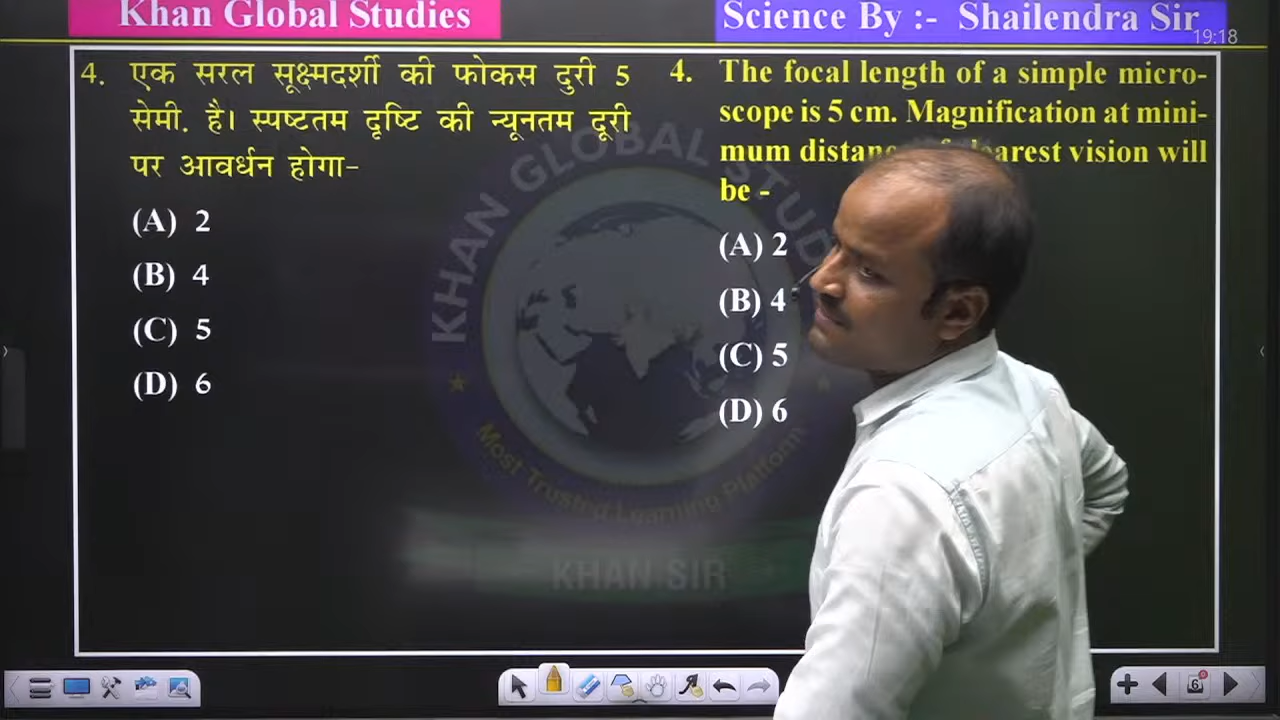 Khan Global Studies
Science By :- Shailendra Sir
19:18
4. एक सरल सूक्ष्मदर्शी की फोकस दुरी 5
सेमी. है। स्पष्टतम दृष्टि की न्यूनतम दूरी
पर आवर्धन होगा-
(A) 2
(B) 4
(C) 5
(D) 6
4. The focal length of a simple micro-
scope is 5 cm. Magnification at mini-
mum vision will
be -
(A) 2
(B) 4
(C) 5
(D) 6
KHAN GLOBAL STUD
Most Trusted Learning Platform
KHAN SIR
6